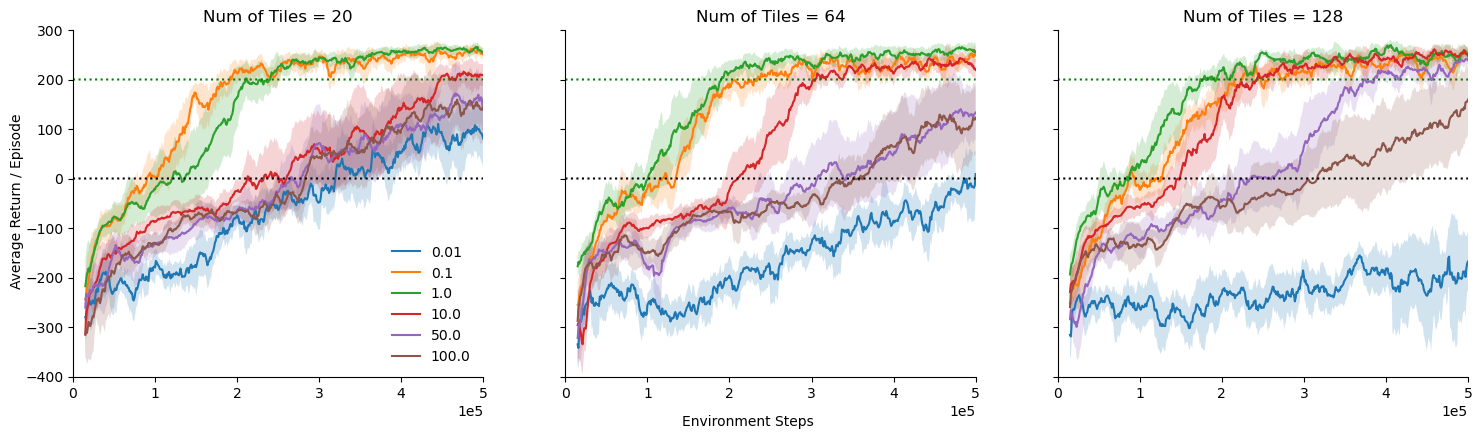 Num of Tiles = 20
Num of Tiles = 64
Num of Tiles = 128
Average Return / Episode
300
200
100
0
−100
−200
−300
−400
0.01
0.1
1.0
10.0
50.0
100.0
0 1 2 3 4 5
1e5
0 1 2 3 4 5
1e5
0 1 2 3 4 5
1e5
Environment Steps